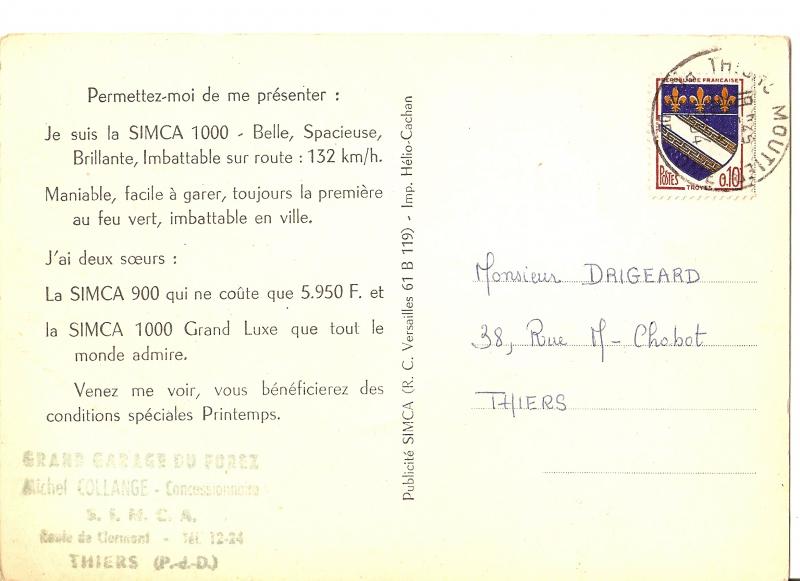 Permettez-moi de me présenter :
Je suis la SIMCA 1000 - Belle, Spacieuse,
Brillante, Imbattable sur route : 132 km/h.
Maniable, facile à garer, toujours la première
au feu vert, imbattable en ville.
J'ai deux sœurs :
La SIMCA 900 qui ne coûte que 5.950 F. et
la SIMCA 1000 Grand Luxe que tout le
monde admire.
Venez me voir, vous bénéficierez des
conditions spéciales Printemps.
GRAND GARAGE DU FOREZ
Michel COLLANGE - Concessionnaire
S. I. M. C. A.
Route de Clermont - Tél. 12-24
THIERS (P.-d.-D.)
Publicité SIMCA (R. C. Versailles 61 B 119) - Imp. Hélio-Cachan
RÉPUBLIQUE FRANÇAISE
POSTES 0,10
TROYES
THIERS MOUTIER
Monsieur DRIGEARD
38, Rue M- Chabot
THIERS